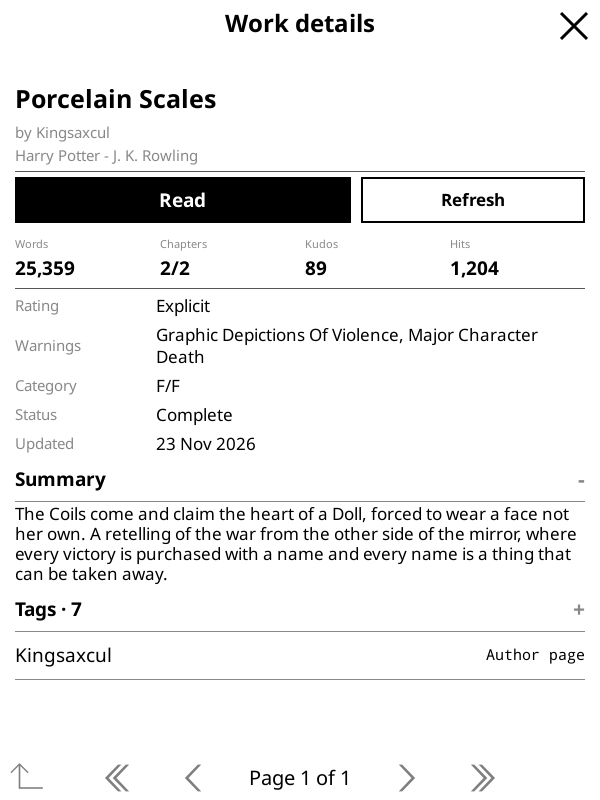 Work details
Porcelain Scales
by Kingsaxcul
Harry Potter - J. K. Rowling
Read
Refresh
Words
Chapters
Kudos
Hits
25,359
2/2
89
1,204
Rating
Explicit
Warnings
Graphic Depictions Of Violence, Major Character
Death
Category
F/F
Status
Complete
Updated
23 Nov 2026
Summary
-
The Coils come and claim the heart of a Doll, forced to wear a face not
her own. A retelling of the war from the other side of the mirror, where
every victory is purchased with a name and every name is a thing that
can be taken away.
Tags · 7
+
Kingsaxcul
Author page
Page 1 of 1